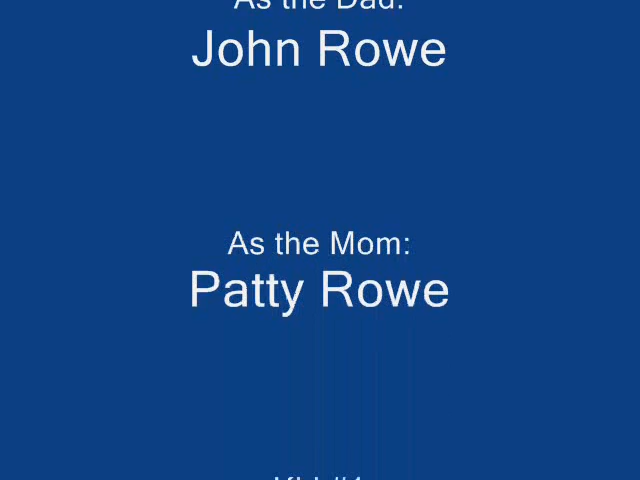 As the Dad:
John Rowe
As the Mom:
Patty Rowe